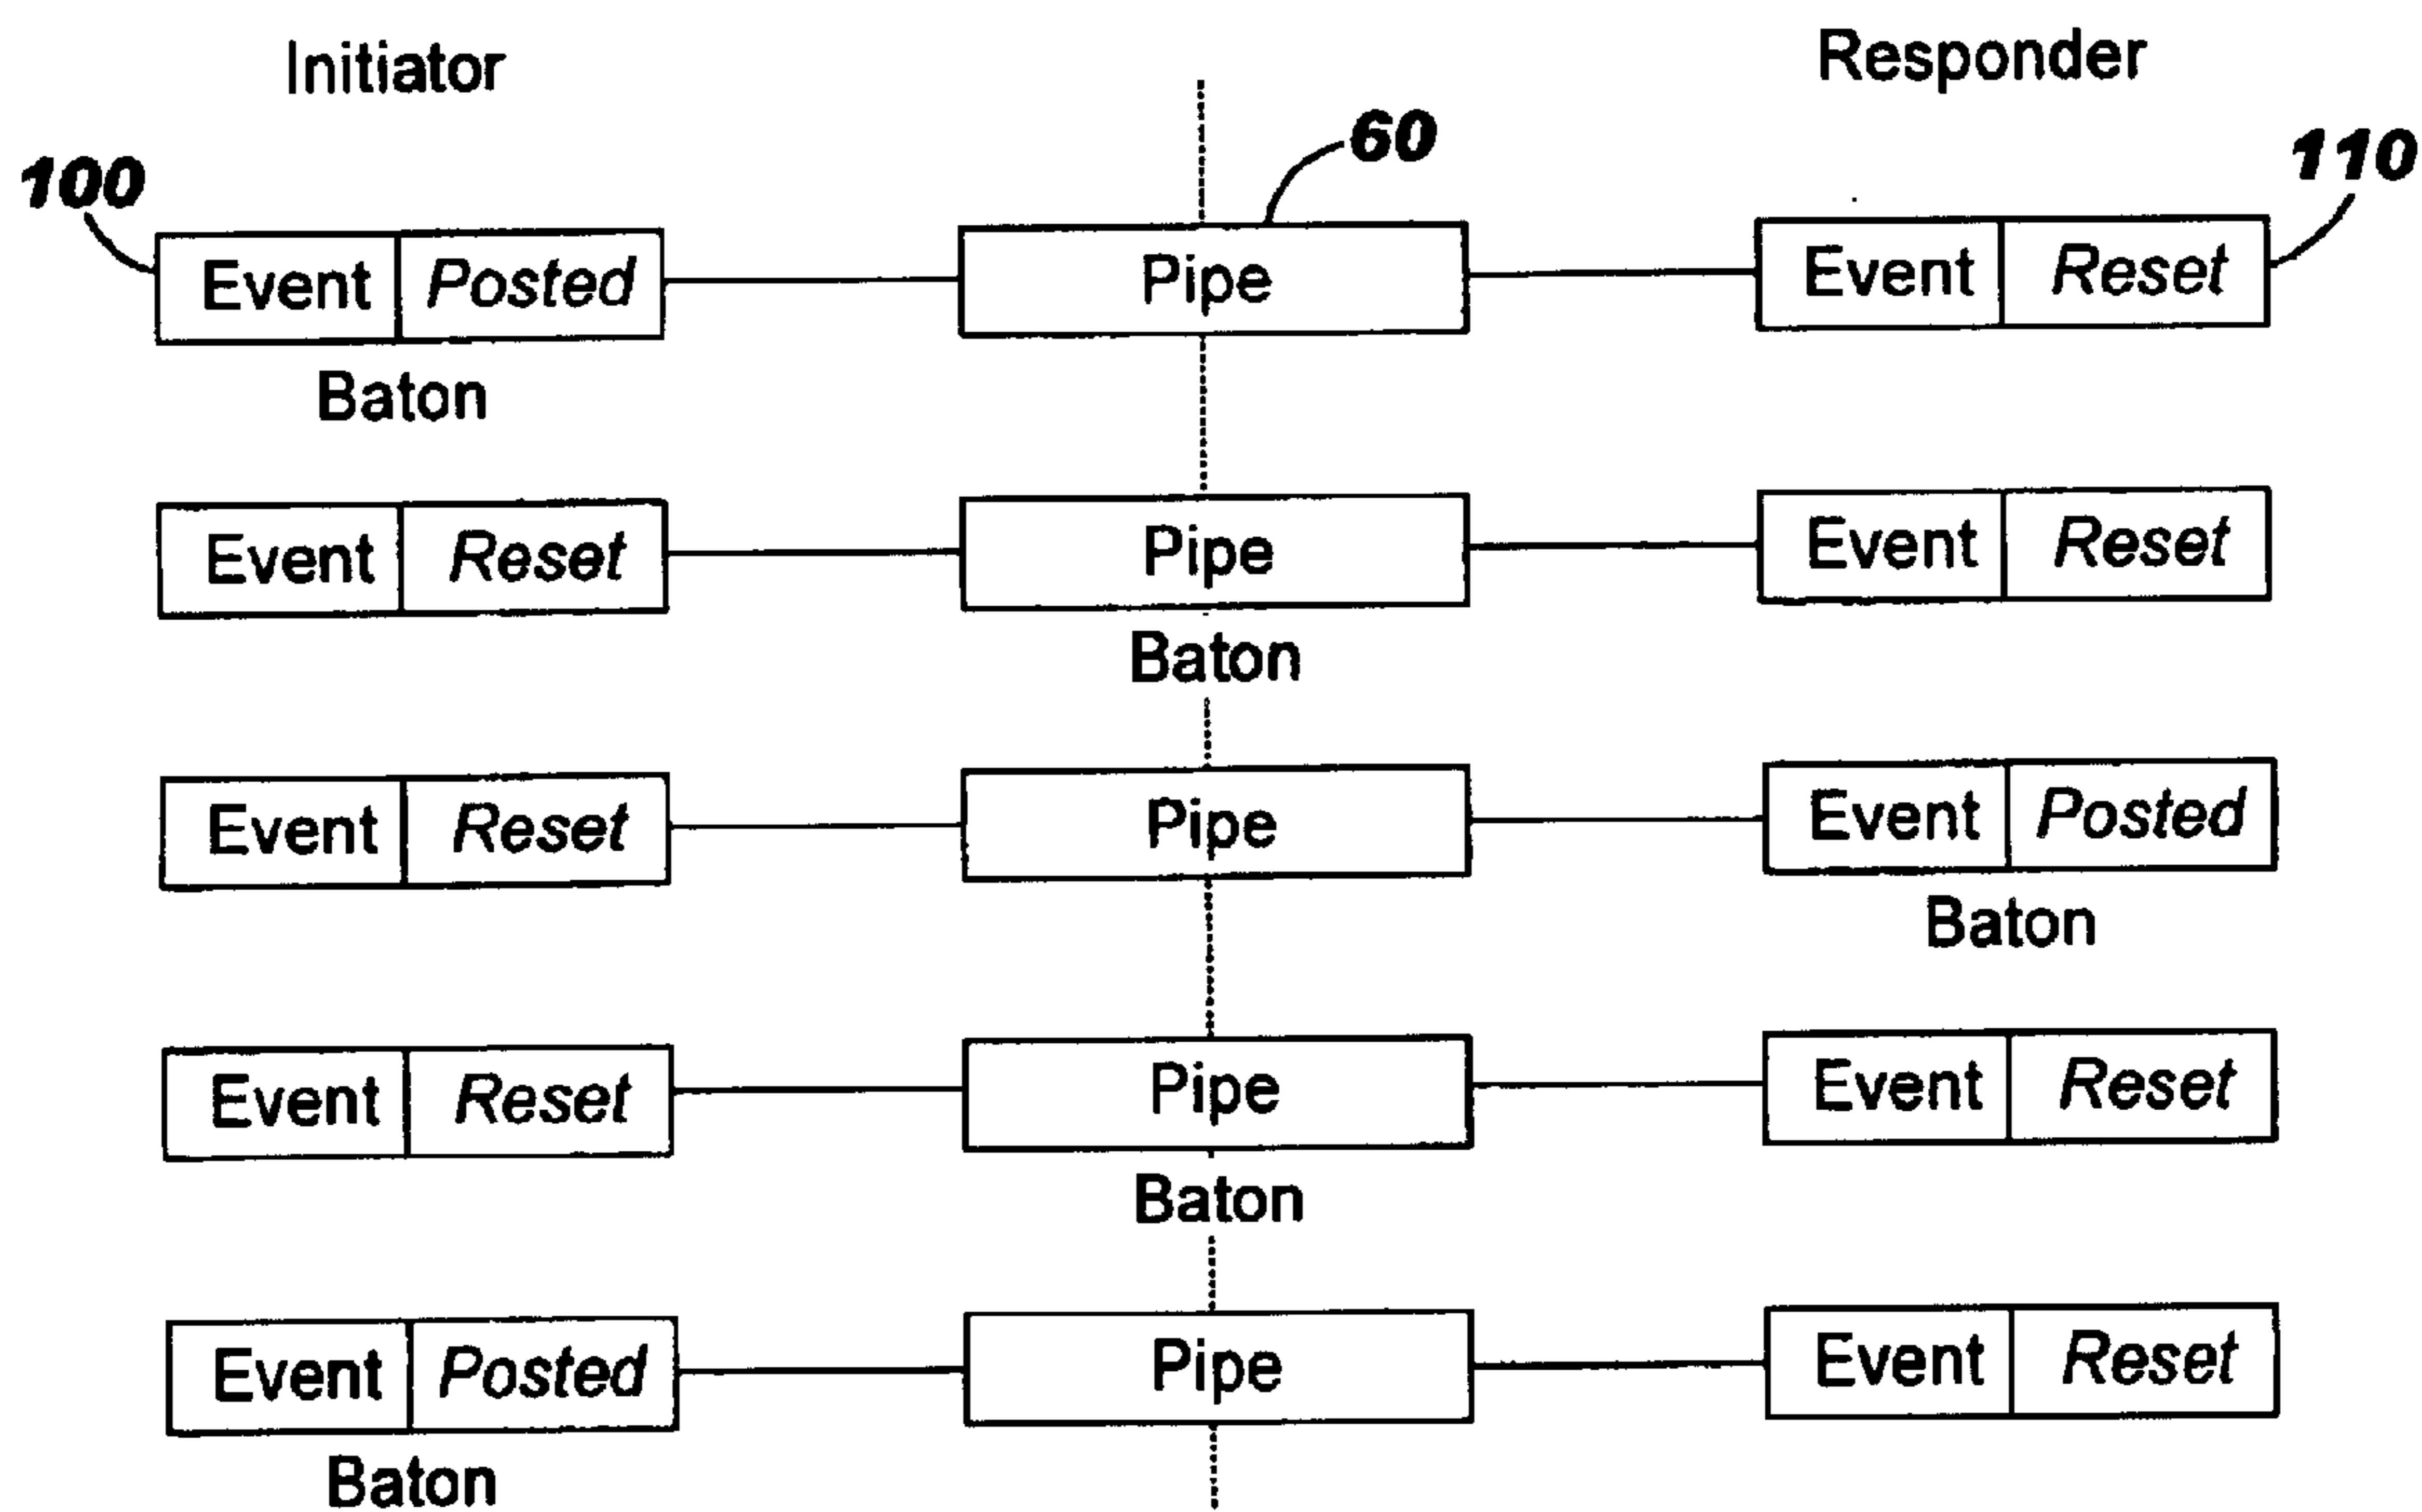 Initiator
Responder
100
60
110
Event Posted
Pipe
Event Reset
Baton
Event Reset
Pipe
Event Reset
Baton
Event Reset
Pipe
Event Posted
Baton
Event Reset
Pipe
Event Reset
Baton
Event Posted
Pipe
Event Reset
Baton